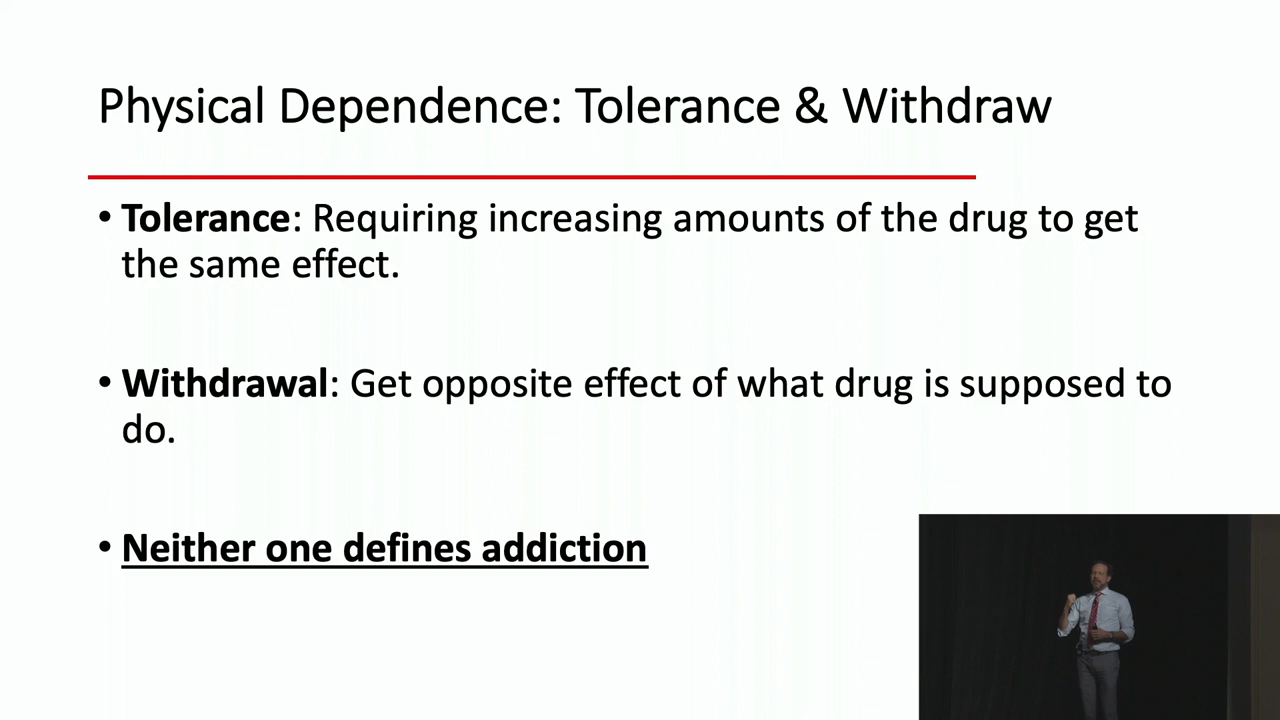 Physical Dependence: Tolerance & Withdraw
• Tolerance: Requiring increasing amounts of the drug to get
the same effect.
• Withdrawal: Get opposite effect of what drug is supposed to
do.
• Neither one defines addiction